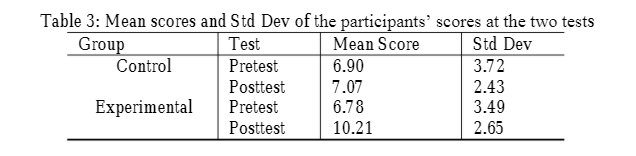 Table 3: Mean scores and Std Dev of the participants' scores at the two tests
Group Test Mean Score Std Dev
Control Pretest 6.90 3.72
Posttest 7.07 2.43
Experimental Pretest 6.78 3.49
Posttest 10.21 2.65